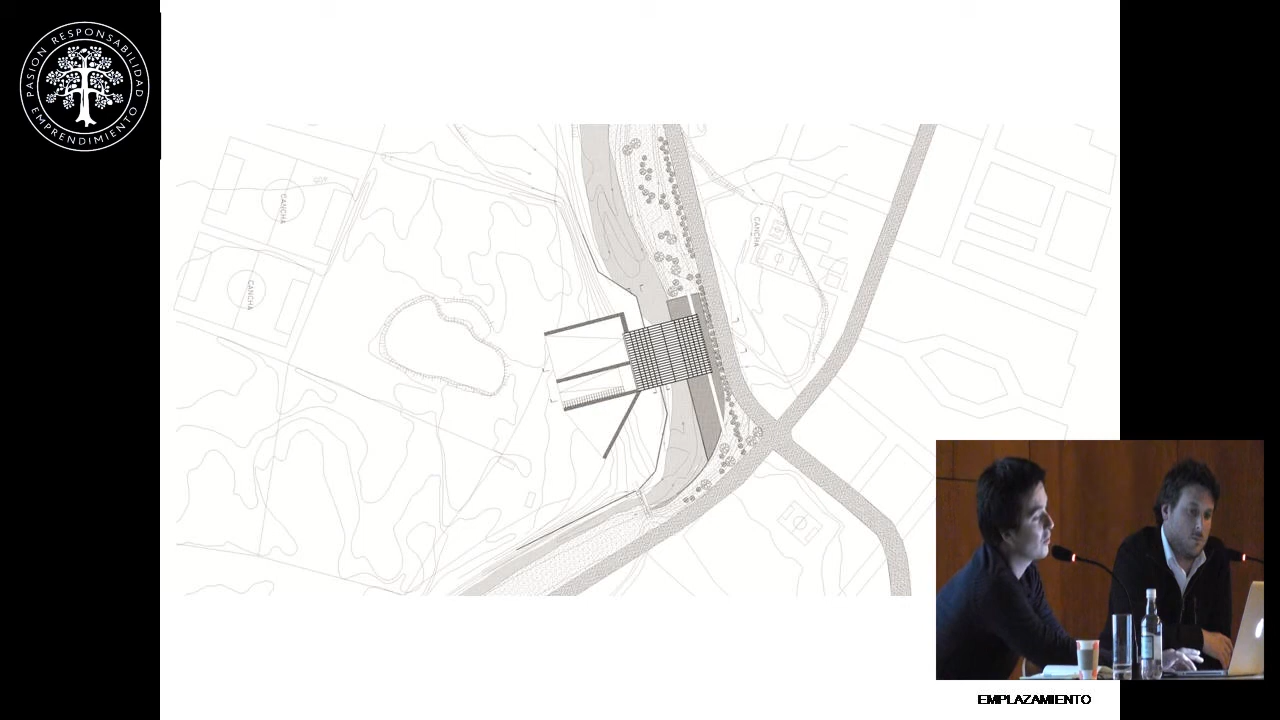 PASION RESPONSABILIDAD
EMPRENDIMIENTO
CANCHA
CANCHA
CANCHA
EMPLAZAMIENTO